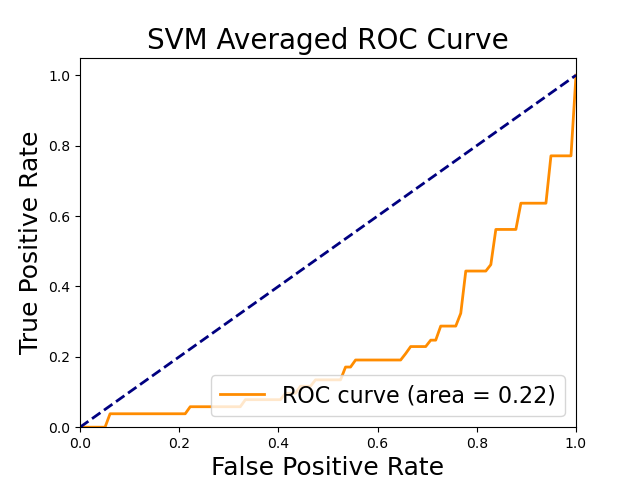 SVM Averaged ROC Curve
True Positive Rate
1.0
0.8
0.6
0.4
0.2
0.0
ROC curve (area = 0.22)
0.0 0.2 0.4 0.6 0.8 1.0
False Positive Rate